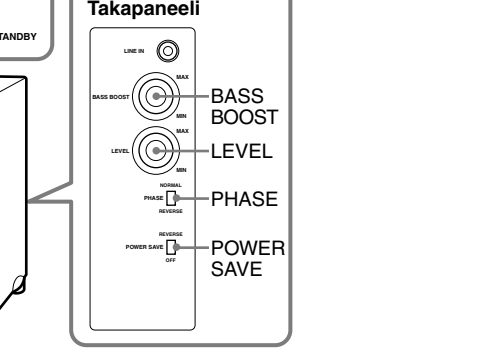 Takapaneeli
TANDBY
LINE IN
MAX
BASS BOOST
MIN
BASS
BOOST
MAX
LEVEL
MIN
LEVEL
NORMAL
PHASE
REVERSE
PHASE
REVERSE
POWER SAVE
OFF
POWER
SAVE